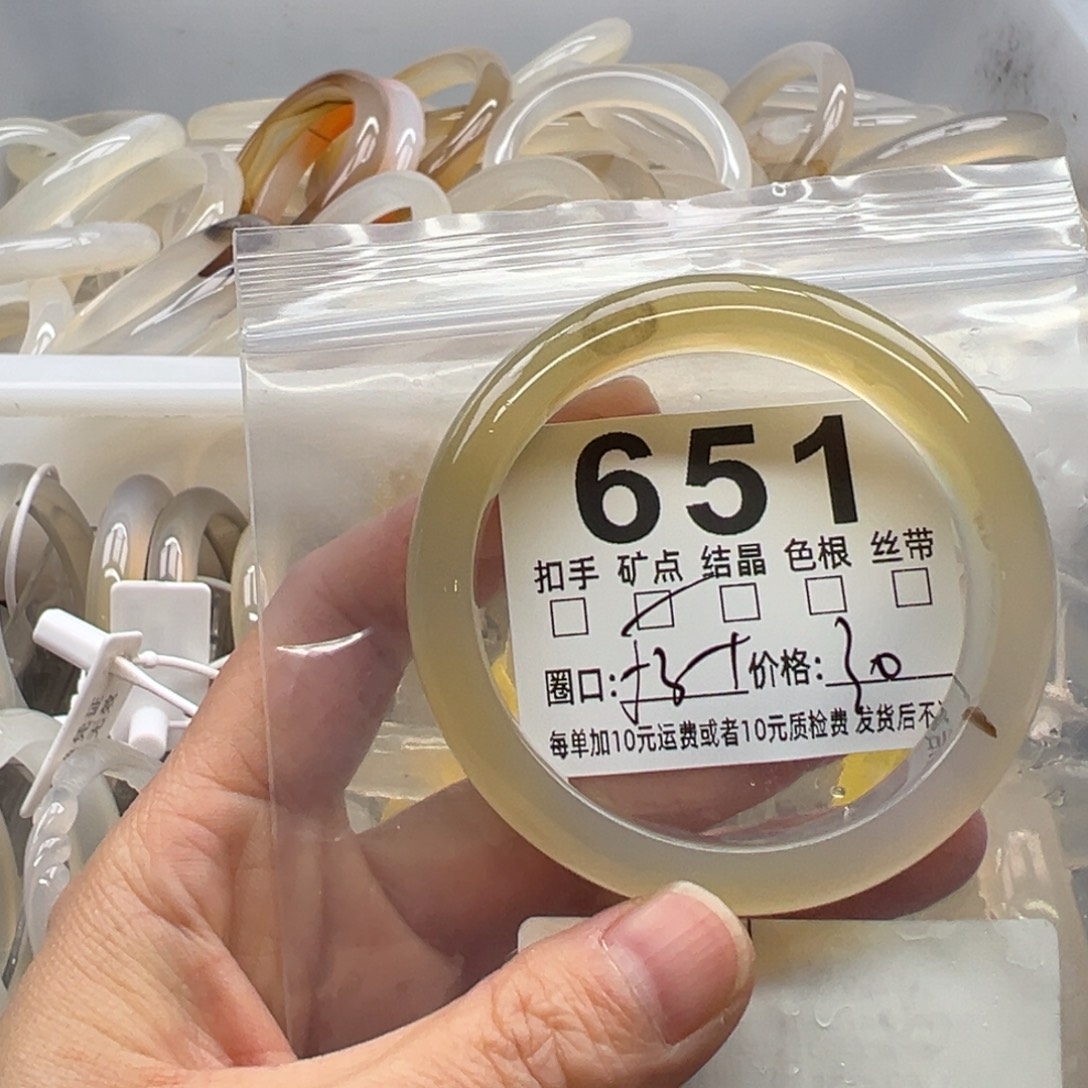 651
扣手 矿点 结晶 色根 丝带
圈口: 价格: 30
每单加10元运费或者10元质检费 发货后不